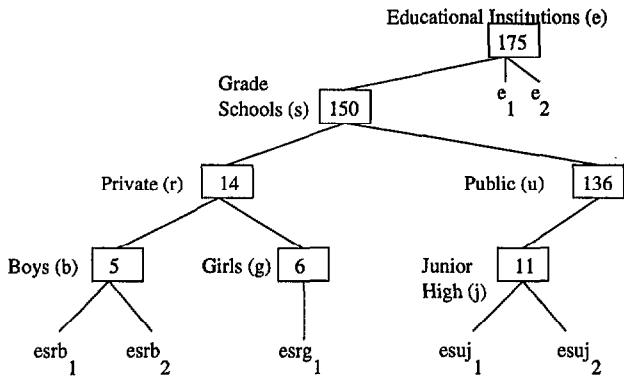 Educational Institutions (e)
175
Grade
Schools (s)
150
e1 e2
Private (r)
14
Public (u)
136
Boys (b)
5
Girls (g)
6
Junior
High (j)
11
esrb1
esrb2
esrg1
esuj1
esuj2